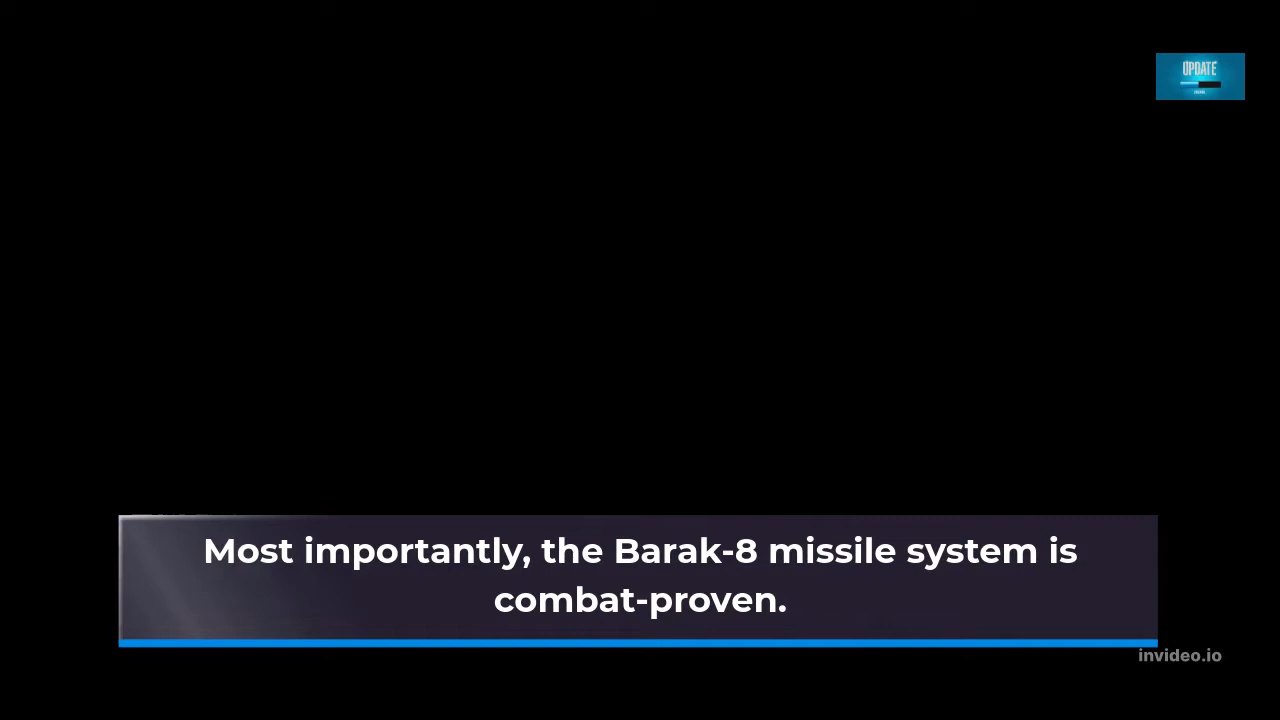 UPDATE
Most importantly, the Barak-8 missile system is
combat-proven.
invideo.io